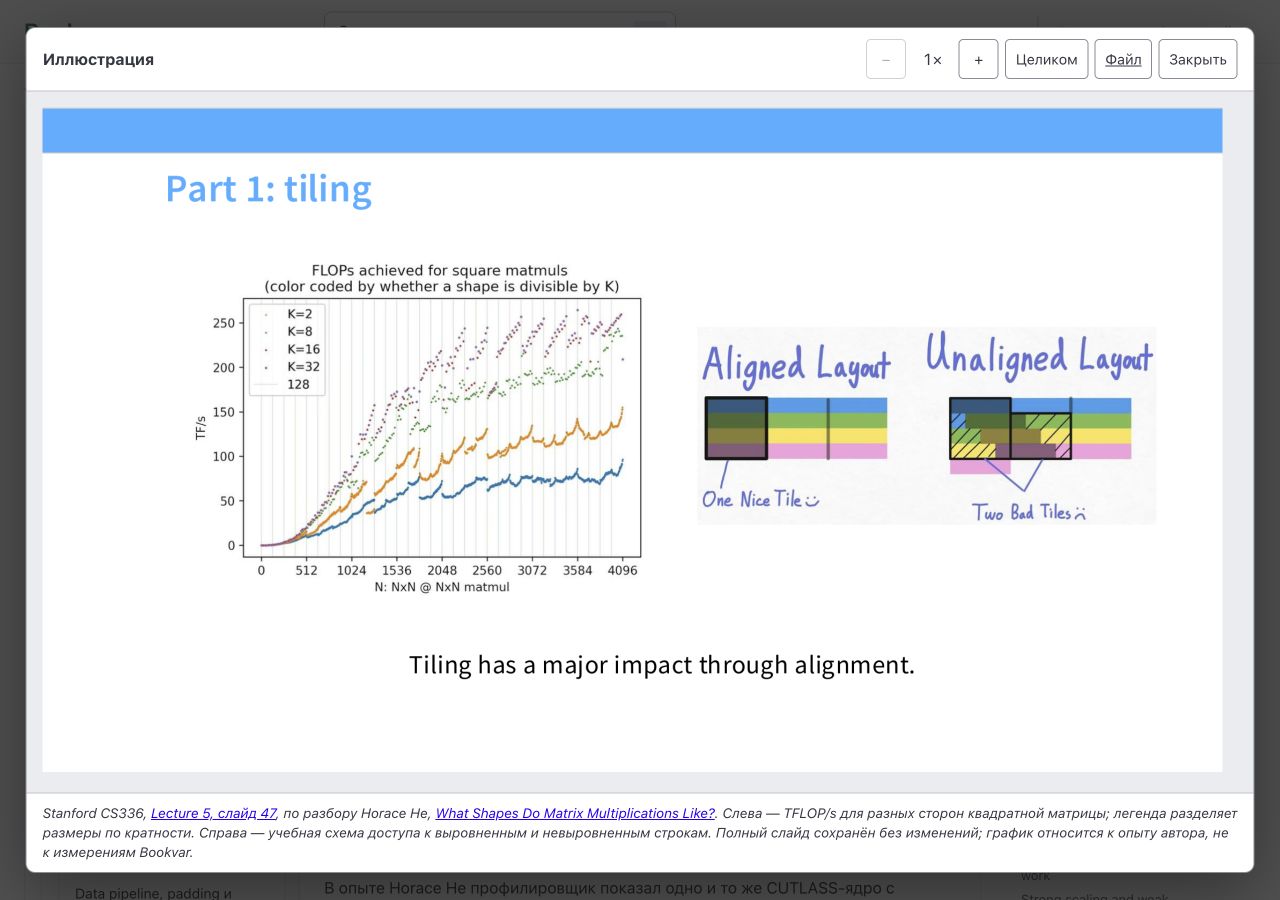 Иллюстрация
− 1× + Целиком Файл Закрыть
Part 1: tiling
FLOPs achieved for square matmuls
(color coded by whether a shape is divisible by K)
K=2
K=8
K=16
K=32
128
TF/s
250
200
150
100
50
0
0 512 1024 1536 2048 2560 3072 3584 4096
N: NxN @ NxN matmul
Aligned Layout
One Nice Tile
Unaligned Layout
Two Bad Tiles
Tiling has a major impact through alignment.
Stanford CS336, Lecture 5, слайд 47, по разбору Horace He, What Shapes Do Matrix Multiplications Like?. Слева — TFLOP/s для разных сторон квадратной матрицы; легенда разделяет
размеры по кратности. Справа — учебная схема доступа к выровненным и невыровненным строкам. Полный слайд сохранён без изменений; график относится к опыту автора, не
к измерениям Bookvar.
Data pipeline, padding и
В опыте Horace He профилировщик показал одно и то же CUTLASS-ядро с
work